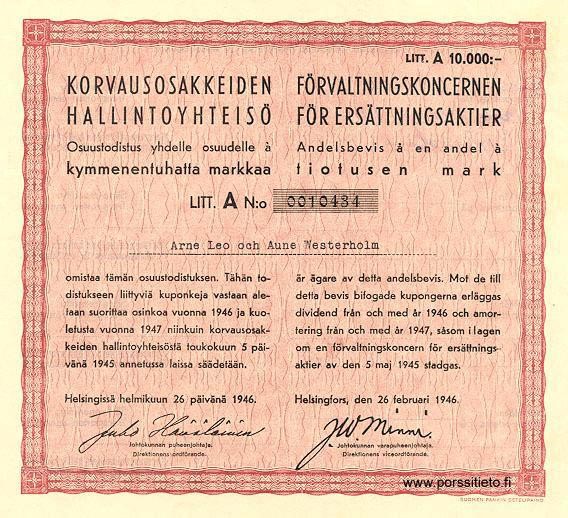 LITT. A 10.000:-
KORVAUSOSAKKEIDEN
HALLINTOYHTEISÖ
Osuustodistus yhdelle osuudelle à
kymmenentuhatta markkaa
FÖRVALTNINGSKONCERNEN
FÖR ERSÄTTNINGSAKTIER
Andelsbevis å en andel à
tiotusen mark
LITT. A N:o 0010434
Arne Leo och Aune Westerholm
omistaa tämän osuustodistuksen. Tähän to-
distukseen liittyviä kuponkeja vastaan ale-
taan suorittaa osinkoa vuonna 1946 ja kuo-
letusta vuonna 1947 niinkuin korvausosak-
keiden hallintoyhteisöstä toukokuun 5 päi-
vänä 1945 annetussa laissa säädetään.
Helsingissä helmikuun 26 päivänä 1946.
Johtokunnan puheenjohtaja.
Direktionens ordförande.
är ägare av detta andelsbevis. Mot de till
detta bevis bifogade kupongerna erlägges
dividend från och med år 1946 och amor-
tering från och med år 1947, såsom i lagen
om en förvaltningskoncern för ersättnings-
aktier av den 5 maj 1945 stadgas.
Helsingfors, den 26 februari 1946.
Johtokunnan varapuheenjohtaja.
Direktionens viceordförande.
www.porssitieto.fi
SUOMEN PANKIN SETELIPAINO